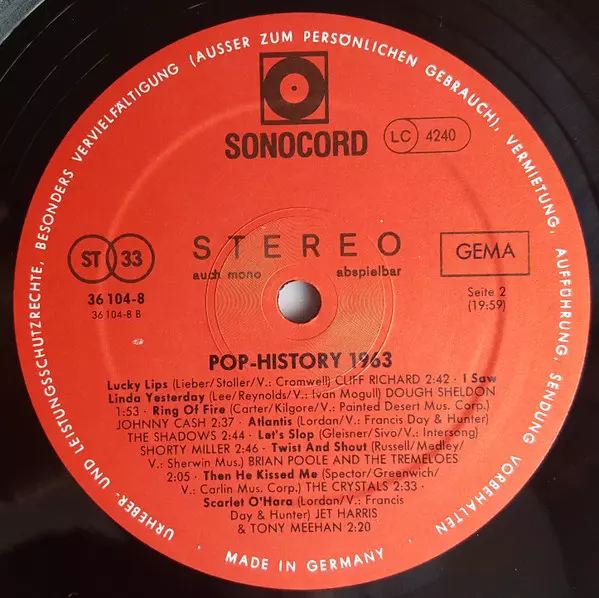 URHEBER- UND LEISTUNGSSCHUTZRECHTE, BESONDERS VERVIELFÄLTIGUNG (AUSSER ZUM PERSÖNLICHEN GEBRAUCH), VERMIETUNG, AUFFÜHRUNG, SENDUNG VORBEHALTEN
SONOCORD
LC 4240
STEREO
auch mono abspielbar
ST 33
GEMA
36 104-8
36 104-8 B
Seite 2
(19:59)
POP-HISTORY 1963
Lucky Lips (Lieber/Stoller/V.: Cromwell) CLIFF RICHARD 2:42 · I Saw
Linda Yesterday (Lee/Reynolds/V.: Ivan Mogull) DOUGH SHELDON
1:53 · Ring Of Fire (Carter/Kilgore/V.: Painted Desert Mus. Corp.)
JOHNNY CASH 2:37 · Atlantis (Lordan/V.: Francis Day & Hunter)
THE SHADOWS 2:44 · Let's Slop (Gleisner/Sivo/V.: Intersong)
SHORTY MILLER 2:46 · Twist And Shout (Russell/Medley/
V.: Sherwin Mus.) BRIAN POOLE AND THE TREMELOES
2:05 · Then He Kissed Me (Spector/Greenwich/
V.: Carlin Mus. Corp.) THE CRYSTALS 2:33 ·
Scarlet O'Hara (Lordan/V.: Francis
Day & Hunter) JET HARRIS
& TONY MEEHAN 2:20
· MADE IN GERMANY ·